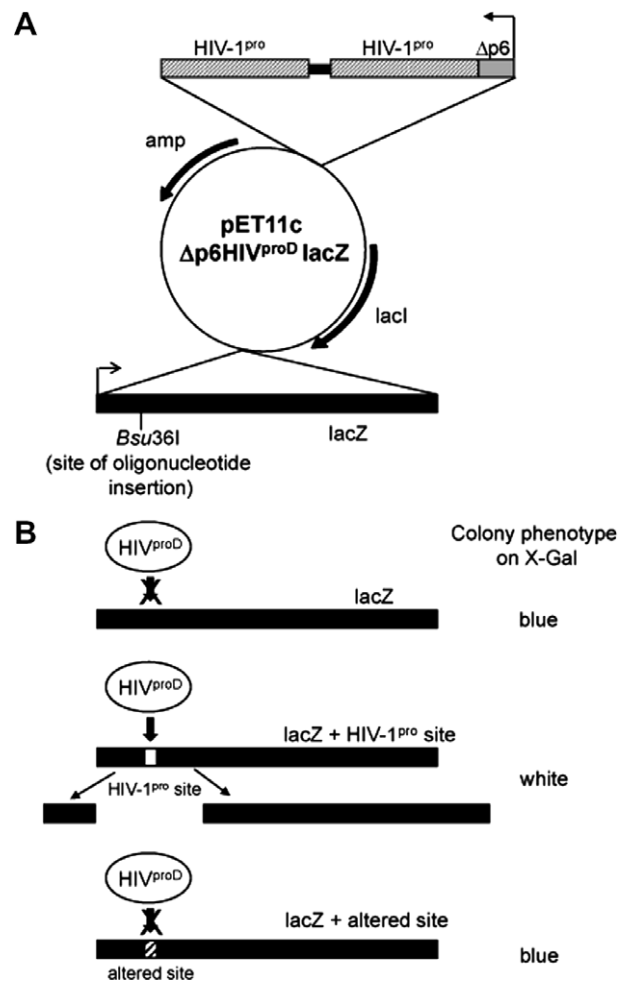 A
HIV-1pro
HIV-1pro
Δp6
amp
pET11c
Δp6HIVproD lacZ
lacI
Bsu36I
(site of oligonucleotide
insertion)
lacZ
B
Colony phenotype
on X-Gal
HIVproD
lacZ
blue
HIVproD
lacZ + HIV-1pro site
HIV-1pro site
white
HIVproD
lacZ + altered site
altered site
blue